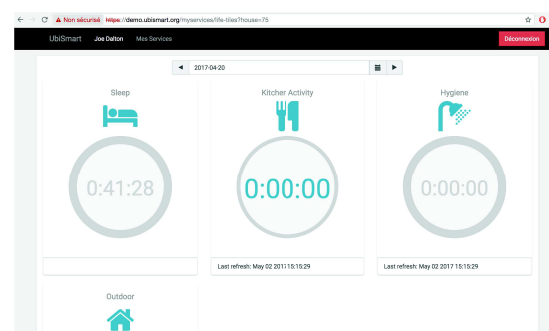 Non sécurisé https://demo.ubismart.org/myservices/life-tiles?house=75
UbiSmart Joe Dalton Mes Services Déconnexion
2017-04-20
Sleep
0:41:28
Kitcher Activity
0:00:00
Last refresh: May 02 2017 15:15:29
Hygiene
0:00:00
Last refresh: May 02 2017 15:15:29
Outdoor